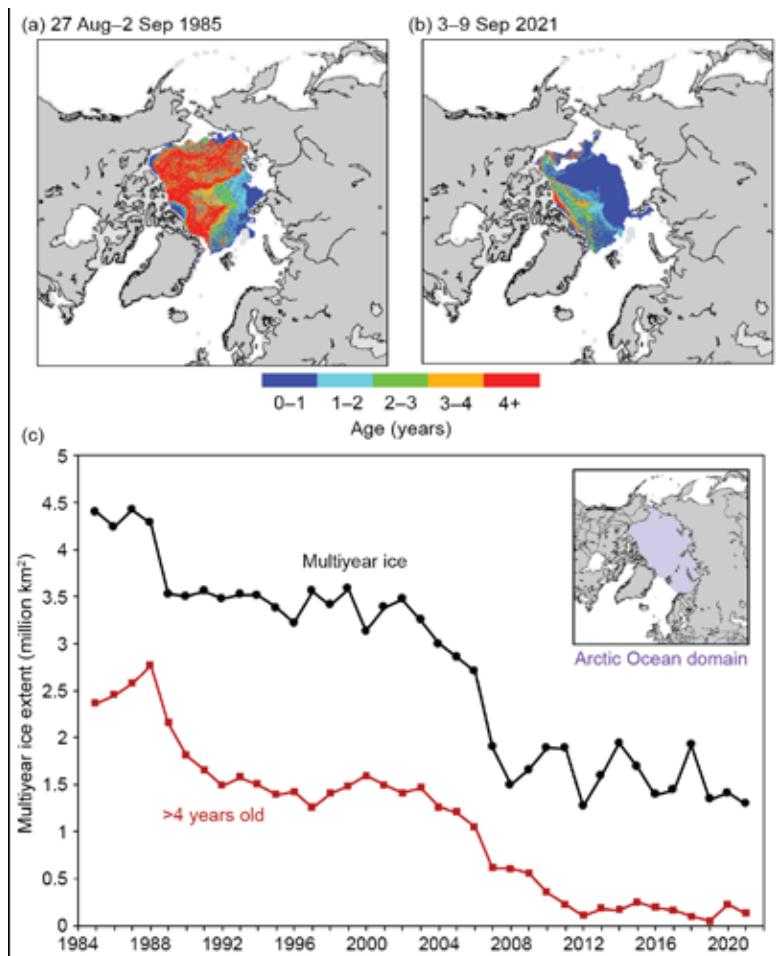 (a) 27 Aug–2 Sep 1985
(b) 3–9 Sep 2021
0–1 1–2 2–3 3–4 4+
Age (years)
(c)
Multiyear ice extent (million km²)
5
4.5
4
3.5
3
2.5
2
1.5
1
0.5
0
Multiyear ice
>4 years old
Arctic Ocean domain
1984 1988 1992 1996 2000 2004 2008 2012 2016 2020